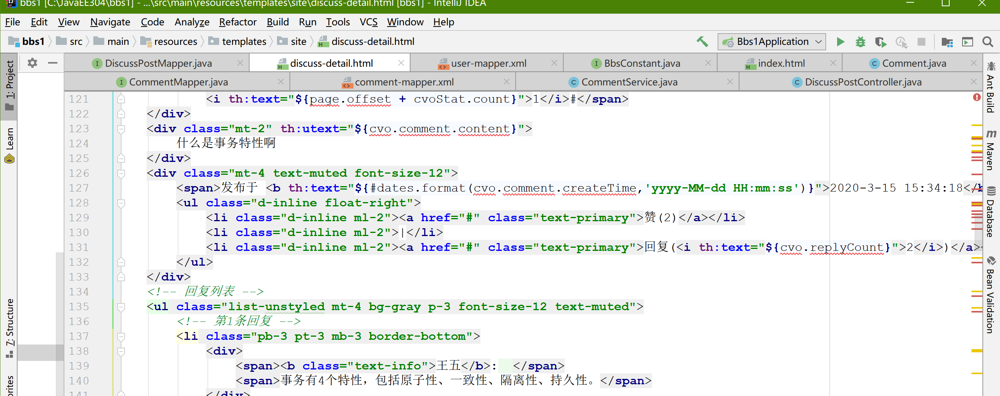 bbs1 [C:\JavaEE304\bbs1] - ...\src\main\resources\templates\site\discuss-detail.html [bbs1] - IntelliJ IDEA
File Edit View Navigate Code Analyze Refactor Build Run Tools VCS Window Help
bbs1 src main resources templates site discuss-detail.html Bbs1Application
DiscussPostMapper.java discuss-detail.html user-mapper.xml BbsConstant.java index.html Comment.java
CommentMapper.java comment-mapper.xml CommentService.java DiscussPostController.java
1: Project
Learn
7: Structure
121 <i th:text="${page.offset + cvoStat.count}">1</i>#</span>
122 </div>
123 <div class="mt-2" th:utext="${cvo.comment.content}">
124 什么是事务特性啊
125 </div>
126 <div class="mt-4 text-muted font-size-12">
127 <span>发布于 <b th:text="${#dates.format(cvo.comment.createTime,'yyyy-MM-dd HH:mm:ss')}">2020-3-15 15:34:18</b
128 <ul class="d-inline float-right">
129 <li class="d-inline ml-2"><a href="#" class="text-primary">赞(2)</a></li>
130 <li class="d-inline ml-2">|</li>
131 <li class="d-inline ml-2"><a href="#" class="text-primary">回复(<i th:text="${cvo.replyCount}">2</i>)</a><
132 </ul>
133 </div>
134 <!-- 回复列表 -->
135 <ul class="list-unstyled mt-4 bg-gray p-3 font-size-12 text-muted">
136 <!-- 第1条回复 -->
137 <li class="pb-3 pt-3 mb-3 border-bottom">
138 <div>
139 <span><b class="text-info">王五</b>: </span>
140 <span>事务有4个特性，包括原子性、一致性、隔离性、持久性。</span>
141 </div>
Ant Build
Maven
Database
Bean Validation